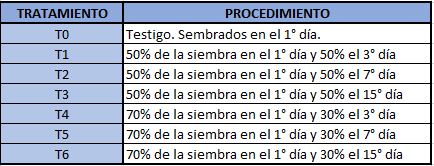 TRATAMIENTO PROCEDIMIENTO
T0 Testigo. Sembrados en el 1° día.
T1 50% de la siembra en el 1° día y 50% el 3° día
T2 50% de la siembra en el 1° día y 50% el 7° día
T3 50% de la siembra en el 1° día y 50% el 15° día
T4 70% de la siembra en el 1° día y 30% el 3° día
T5 70% de la siembra en el 1° día y 30% el 7° día
T6 70% de la siembra en el 1° día y 30% el 15° día